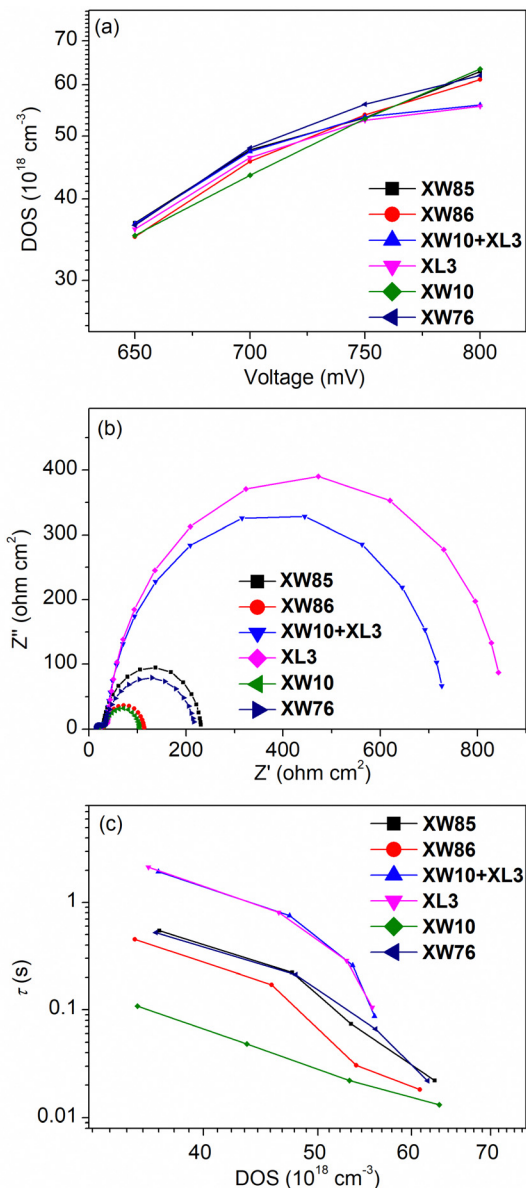 (a)
70
60
50
40
30
DOS (10¹⁸ cm⁻³)
XW85
XW86
XW10+XL3
XL3
XW10
XW76
650 700 750 800
Voltage (mV)
(b)
400
300
200
100
0
Z'' (ohm cm²)
XW85
XW86
XW10+XL3
XL3
XW10
XW76
0 200 400 600 800
Z' (ohm cm²)
(c)
1
0.1
0.01
τ (s)
XW85
XW86
XW10+XL3
XL3
XW10
XW76
40 50 60 70
DOS (10¹⁸ cm⁻³)